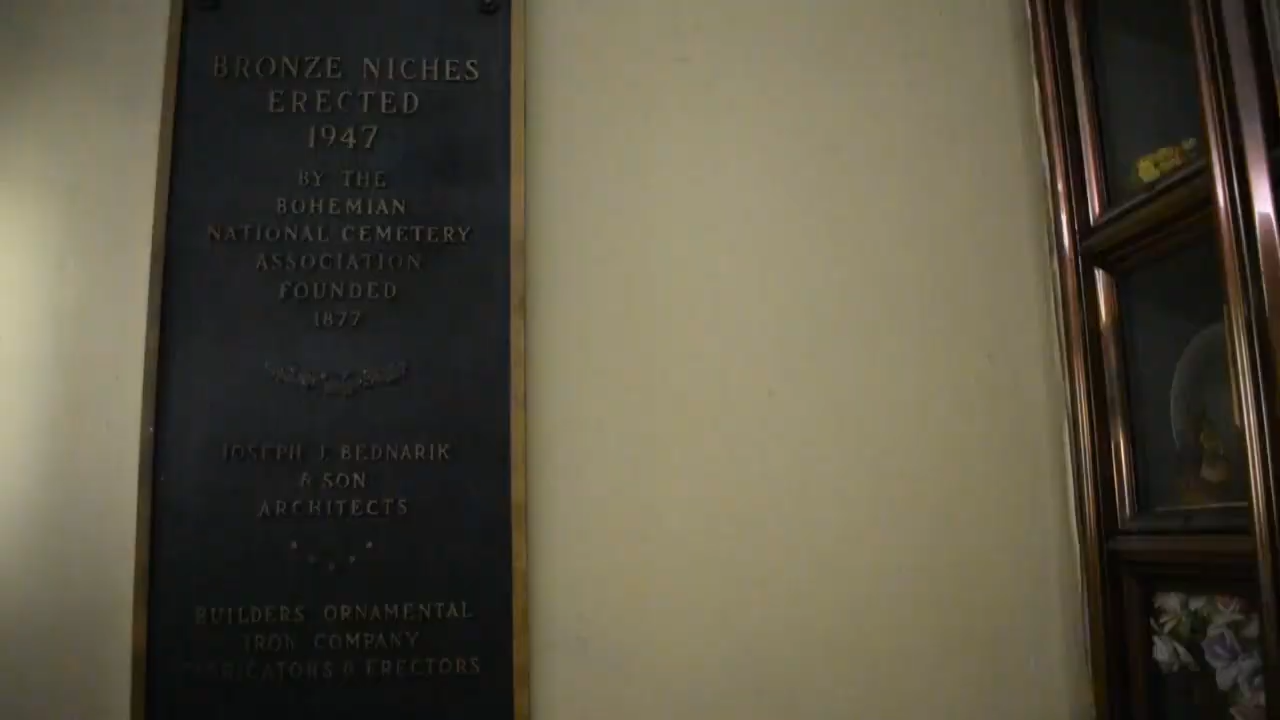 BRONZE NICHES
ERECTED
1947
BY THE
BOHEMIAN
NATIONAL CEMETERY
ASSOCIATION
FOUNDED
1877
JOSEPH J. BEDNARIK
& SON
ARCHITECTS
BUILDERS ORNAMENTAL
IRON COMPANY
FABRICATORS & ERECTORS